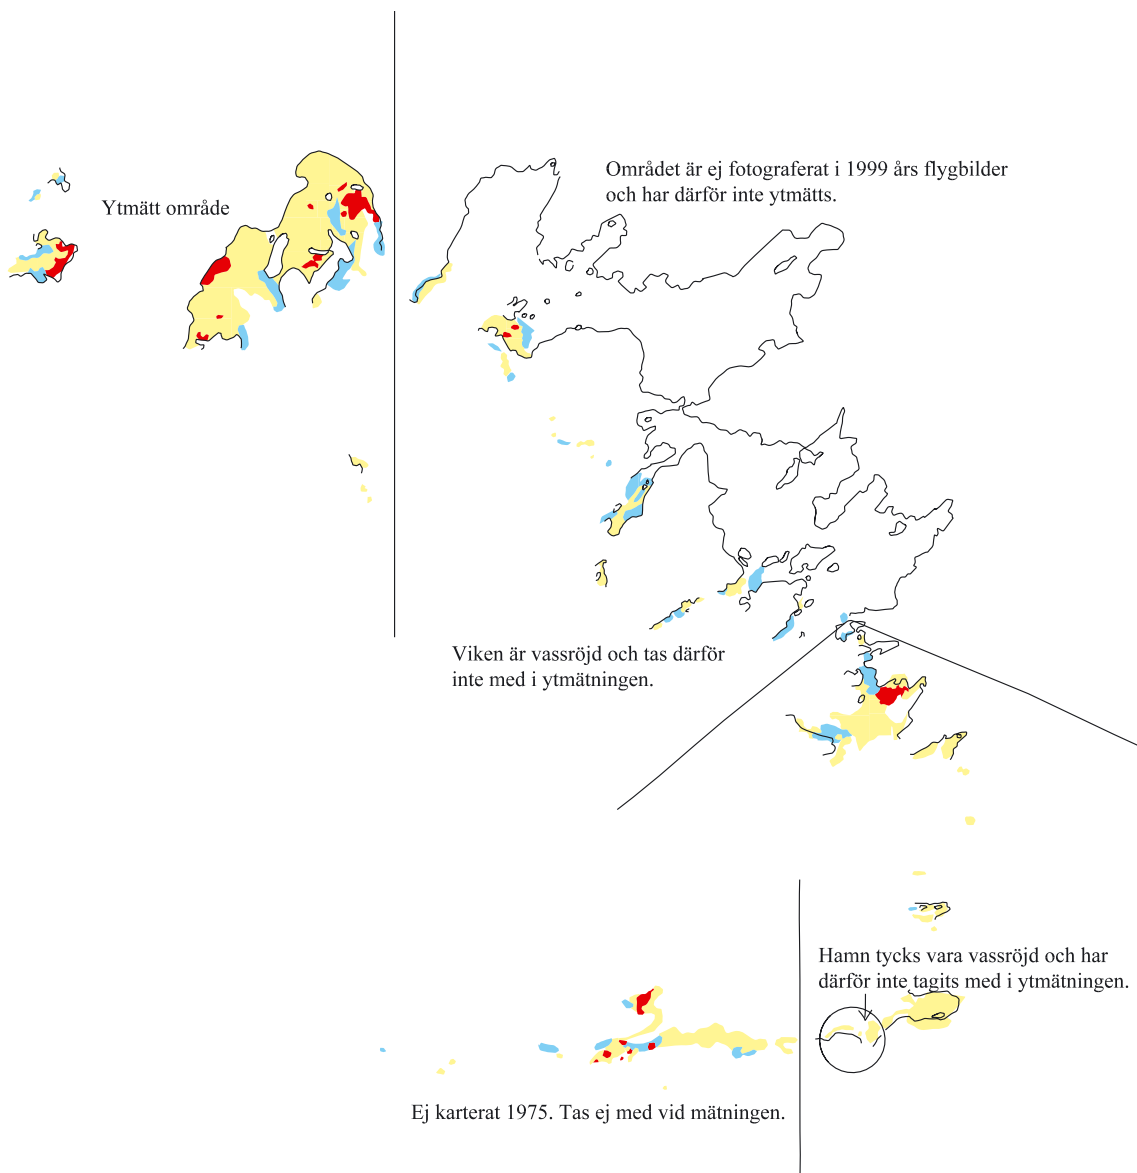 Området är ej fotograferat i 1999 års flygbilder
och har därför inte ytmätts.
Ytmätt område
Viken är vassröjd och tas därför
inte med i ytmätningen.
Hamn tycks vara vassröjd och har
därför inte tagits med i ytmätningen.
Ej karterat 1975. Tas ej med vid mätningen.